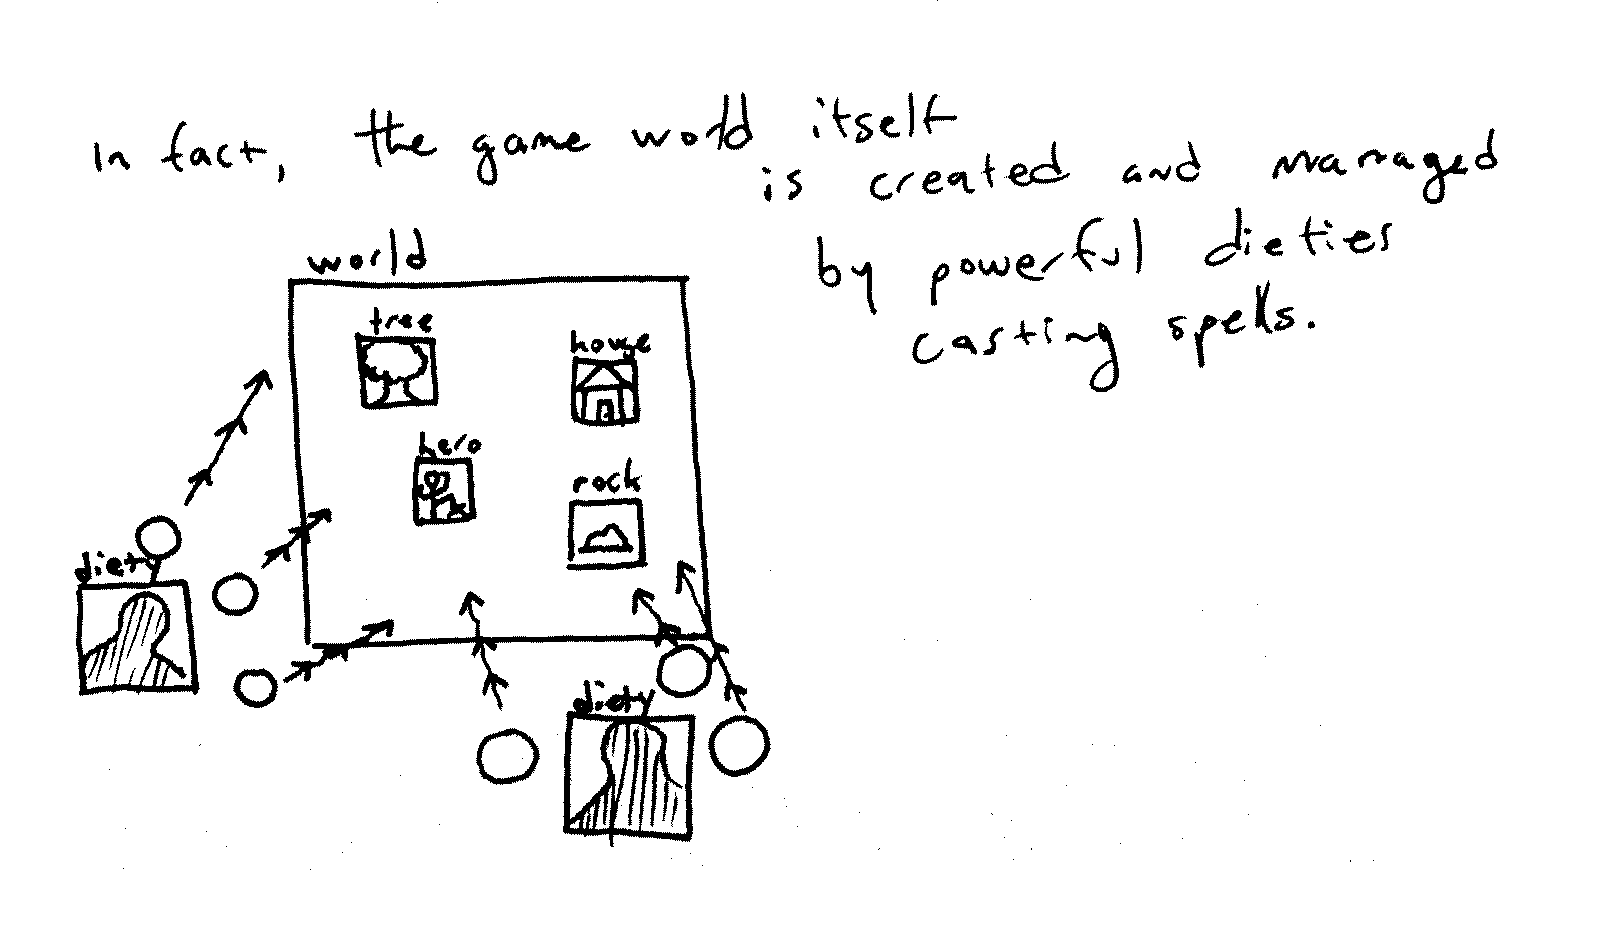 In fact, the game world itself
is created and managed
by powerful dieties
casting spells.
world
tree
house
hero
rock
diety
diety